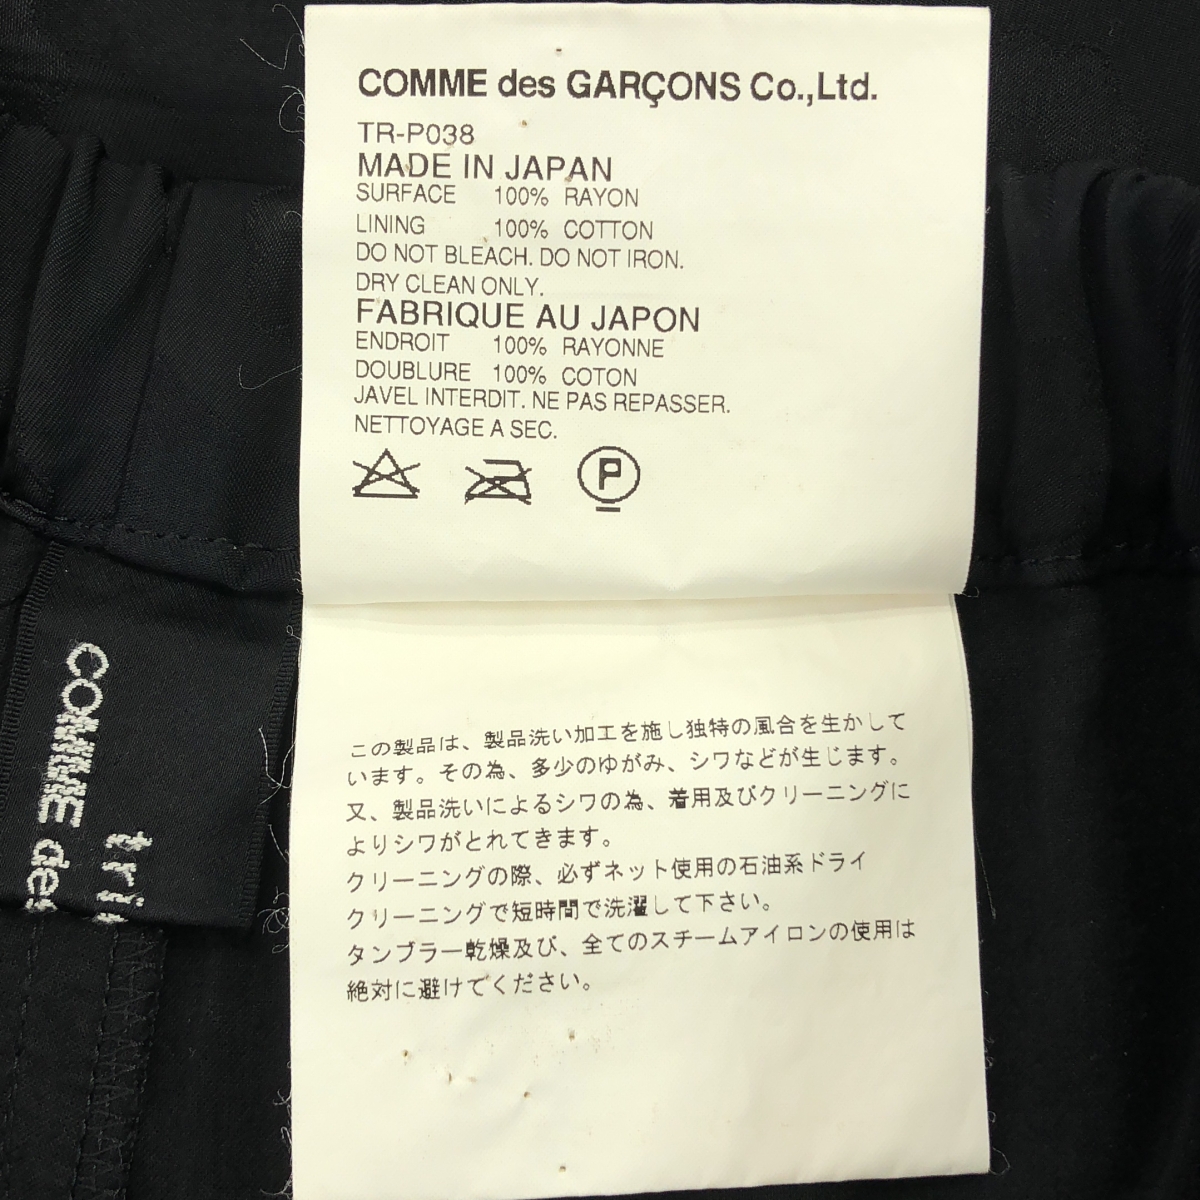 COMME des GARÇONS Co.,Ltd.
TR-P038
MADE IN JAPAN
SURFACE 100% RAYON
LINING 100% COTTON
DO NOT BLEACH. DO NOT IRON.
DRY CLEAN ONLY.
FABRIQUE AU JAPON
ENDROIT 100% RAYONNE
DOUBLURE 100% COTON
JAVEL INTERDIT. NE PAS REPASSER.
NETTOYAGE A SEC.
P
この製品は、製品洗い加工を施し独特の風合を生かして
います。その為、多少のゆがみ、シワなどが生じます。
又、製品洗いによるシワの為、着用及びクリーニングに
よりシワがとれてきます。
クリーニングの際、必ずネット使用の石油系ドライ
クリーニングで短時間で洗濯して下さい。
タンブラー乾燥及び、全てのスチームアイロンの使用は
絶対に避けてください。
COMME des